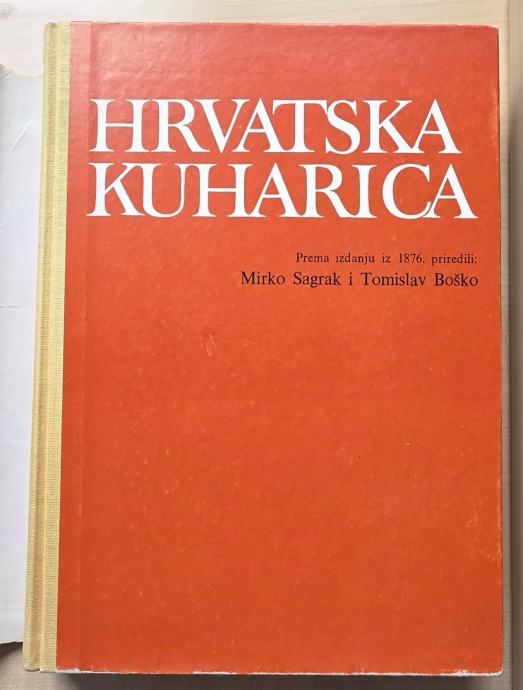 HRVATSKA
KUHARICA
Prema izdanju iz 1876. priredili:
Mirko Sagrak i Tomislav Boško